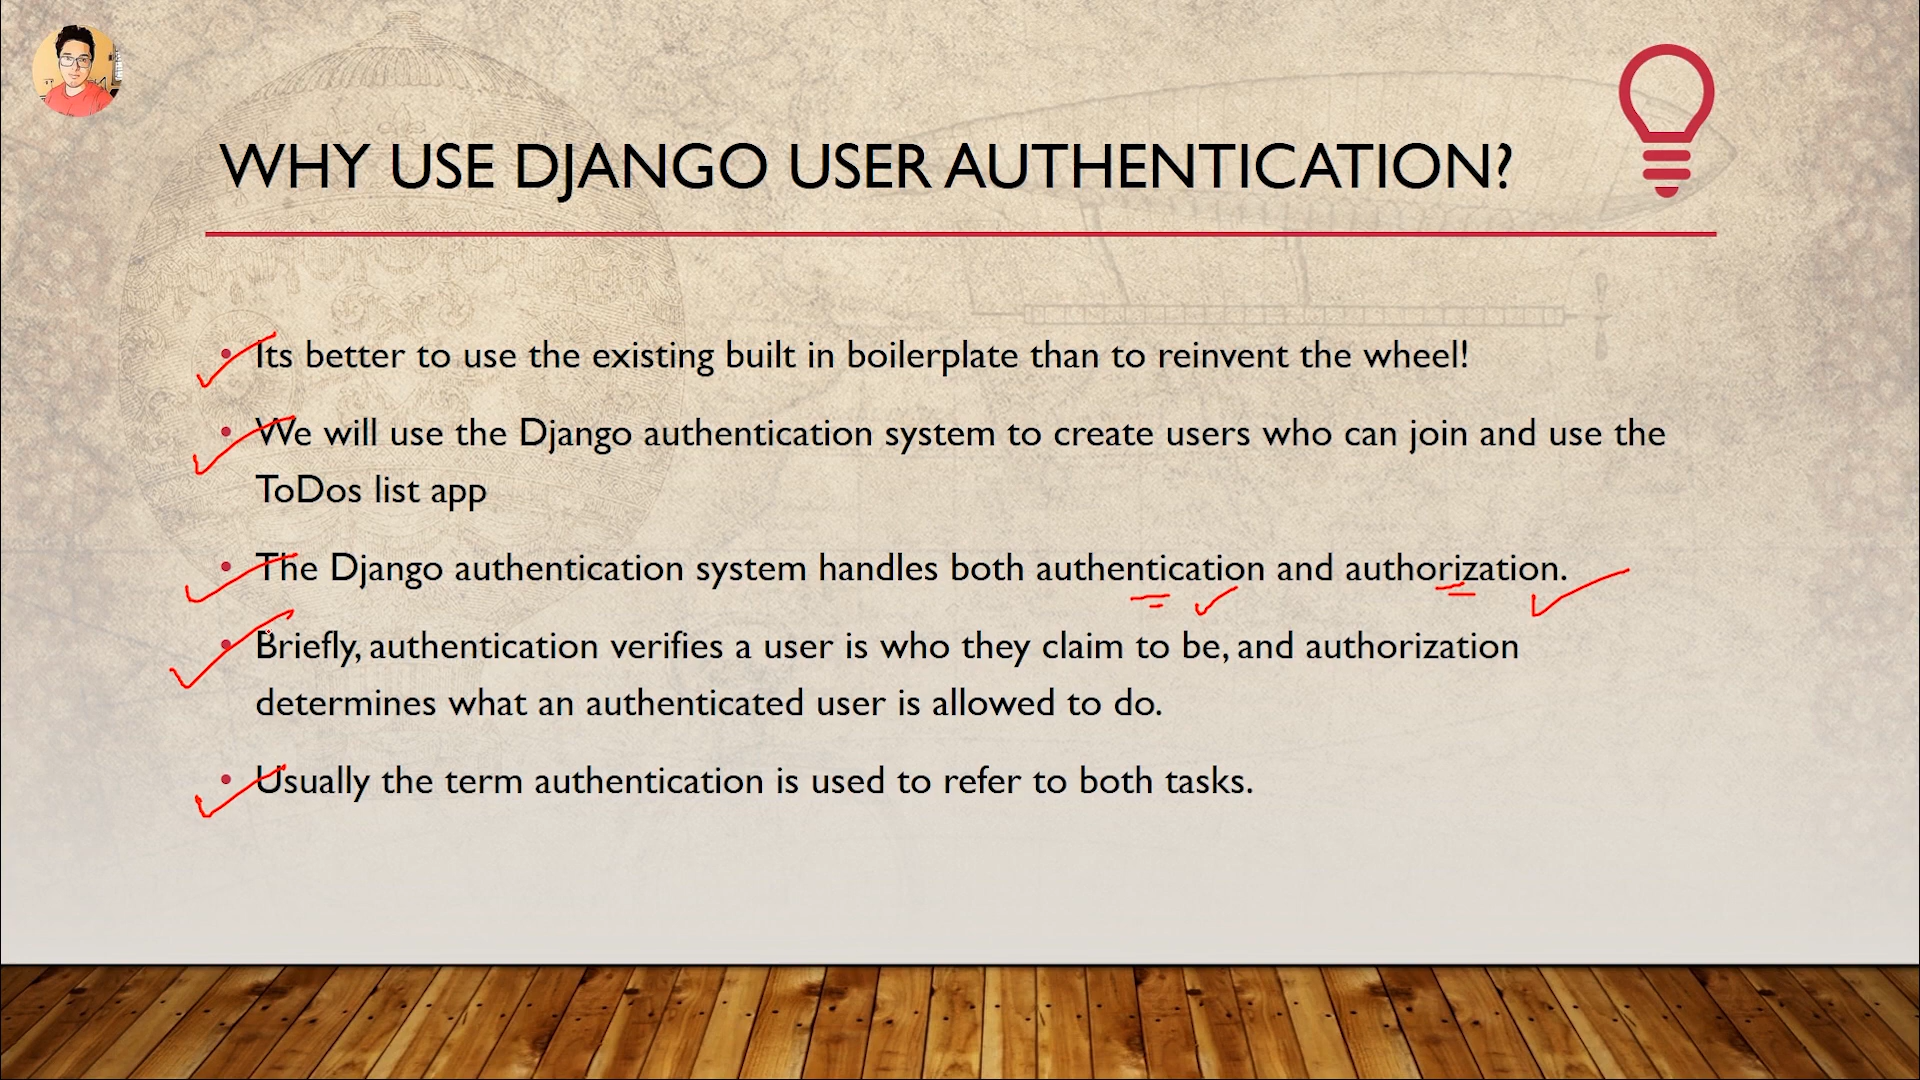 WHY USE DJANGO USER AUTHENTICATION?
• Its better to use the existing built in boilerplate than to reinvent the wheel!
• We will use the Django authentication system to create users who can join and use the
ToDos list app
• The Django authentication system handles both authentication and authorization.
• Briefly, authentication verifies a user is who they claim to be, and authorization
determines what an authenticated user is allowed to do.
• Usually the term authentication is used to refer to both tasks.